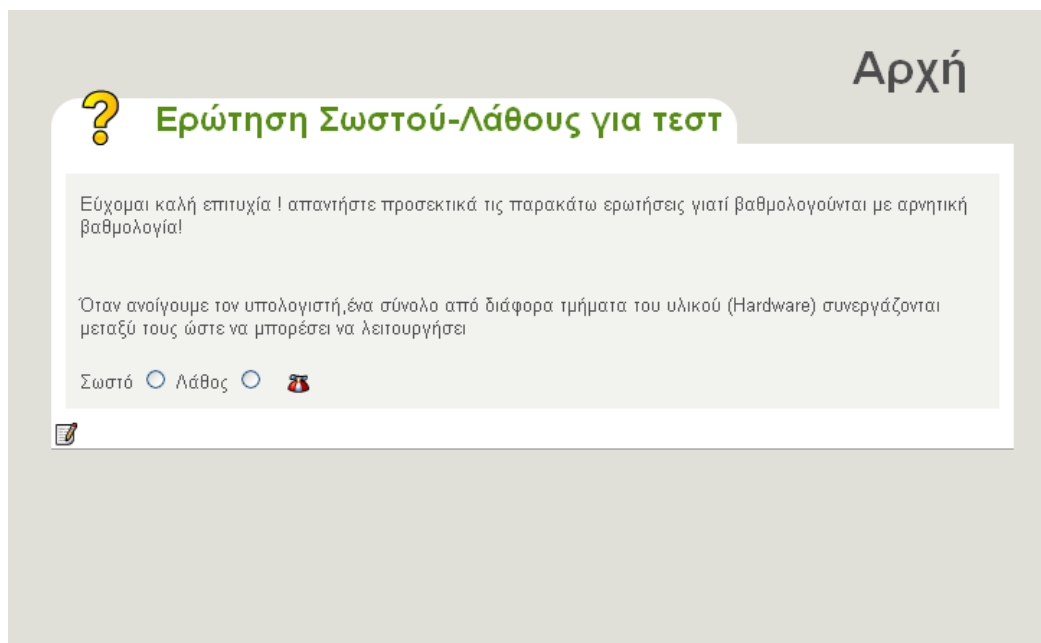 Αρχή
Ερώτηση Σωστού-Λάθους για τεστ
Εύχομαι καλή επιτυχία ! απαντήστε προσεκτικά τις παρακάτω ερωτήσεις γιατί βαθμολογούνται με αρνητική
βαθμολογία!
Όταν ανοίγουμε τον υπολογιστή,ένα σύνολο από διάφορα τμήματα του υλικού (Hardware) συνεργάζονται
μεταξύ τους ώστε να μπορέσει να λειτουργήσει
Σωστό Λάθος